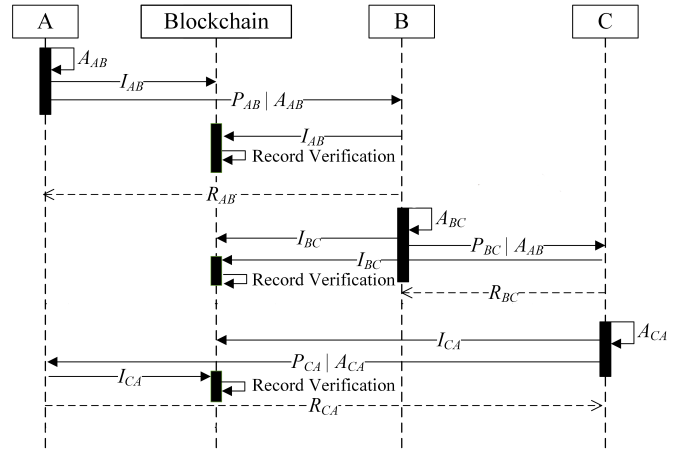 A Blockchain B C
A_AB
I_AB
P_AB | A_AB
I_AB
Record Verification
R_AB
A_BC
I_BC
P_BC | A_AB
I_BC
Record Verification
R_BC
A_CA
I_CA
P_CA | A_CA
I_CA
Record Verification
R_CA